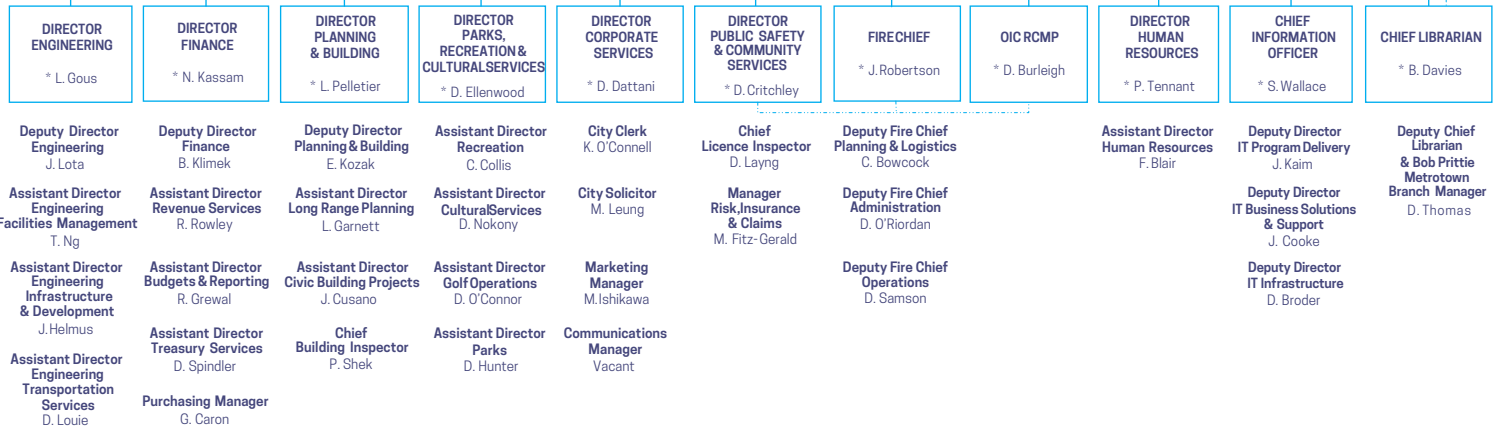 DIRECTOR
ENGINEERING
* L. Gous
Deputy Director
Engineering
J. Lota
Assistant Director
Engineering
Facilities Management
T. Ng
Assistant Director
Engineering
Infrastructure
& Development
J. Helmus
Assistant Director
Engineering
Transportation
Services
D. Louie
DIRECTOR
FINANCE
* N. Kassam
Deputy Director
Finance
B. Klimek
Assistant Director
Revenue Services
R. Rowley
Assistant Director
Budgets & Reporting
R. Grewal
Assistant Director
Treasury Services
D. Spindler
Purchasing Manager
G. Caron
DIRECTOR
PLANNING
& BUILDING
* L. Pelletier
Deputy Director
Planning & Building
E. Kozak
Assistant Director
Long Range Planning
L. Garnett
Assistant Director
Civic Building Projects
J. Cusano
Chief
Building Inspector
P. Shek
DIRECTOR
PARKS,
RECREATION &
CULTURALSERVICES
* D. Ellenwood
Assistant Director
Recreation
C. Collis
Assistant Director
CulturalServices
D. Nokony
Assistant Director
Golf Operations
D. O'Connor
Assistant Director
Parks
D. Hunter
DIRECTOR
CORPORATE
SERVICES
* D. Dattani
City Clerk
K. O'Connell
City Solicitor
M. Leung
Marketing
Manager
M.Ishikawa
Communications
Manager
Vacant
DIRECTOR
PUBLIC SAFETY
& COMMUNITY
SERVICES
* D. Critchley
Chief
Licence Inspector
D. Layng
Manager
Risk,Insurance
& Claims
M. Fitz-Gerald
FIRE CHIEF
* J. Robertson
Deputy Fire Chief
Planning & Logistics
C. Bowcock
Deputy Fire Chief
Administration
D. O'Riordan
Deputy Fire Chief
Operations
D. Samson
OIC RCMP
* D. Burleigh
DIRECTOR
HUMAN
RESOURCES
* P. Tennant
Assistant Director
Human Resources
F. Blair
CHIEF
INFORMATION
OFFICER
* S. Wallace
Deputy Director
IT Program Delivery
J. Kaim
Deputy Director
IT Business Solutions
& Support
J. Cooke
Deputy Director
IT Infrastructure
D. Broder
CHIEF LIBRARIAN
* B. Davies
Deputy Chief
Librarian
& Bob Prittie
Metrotown
Branch Manager
D. Thomas